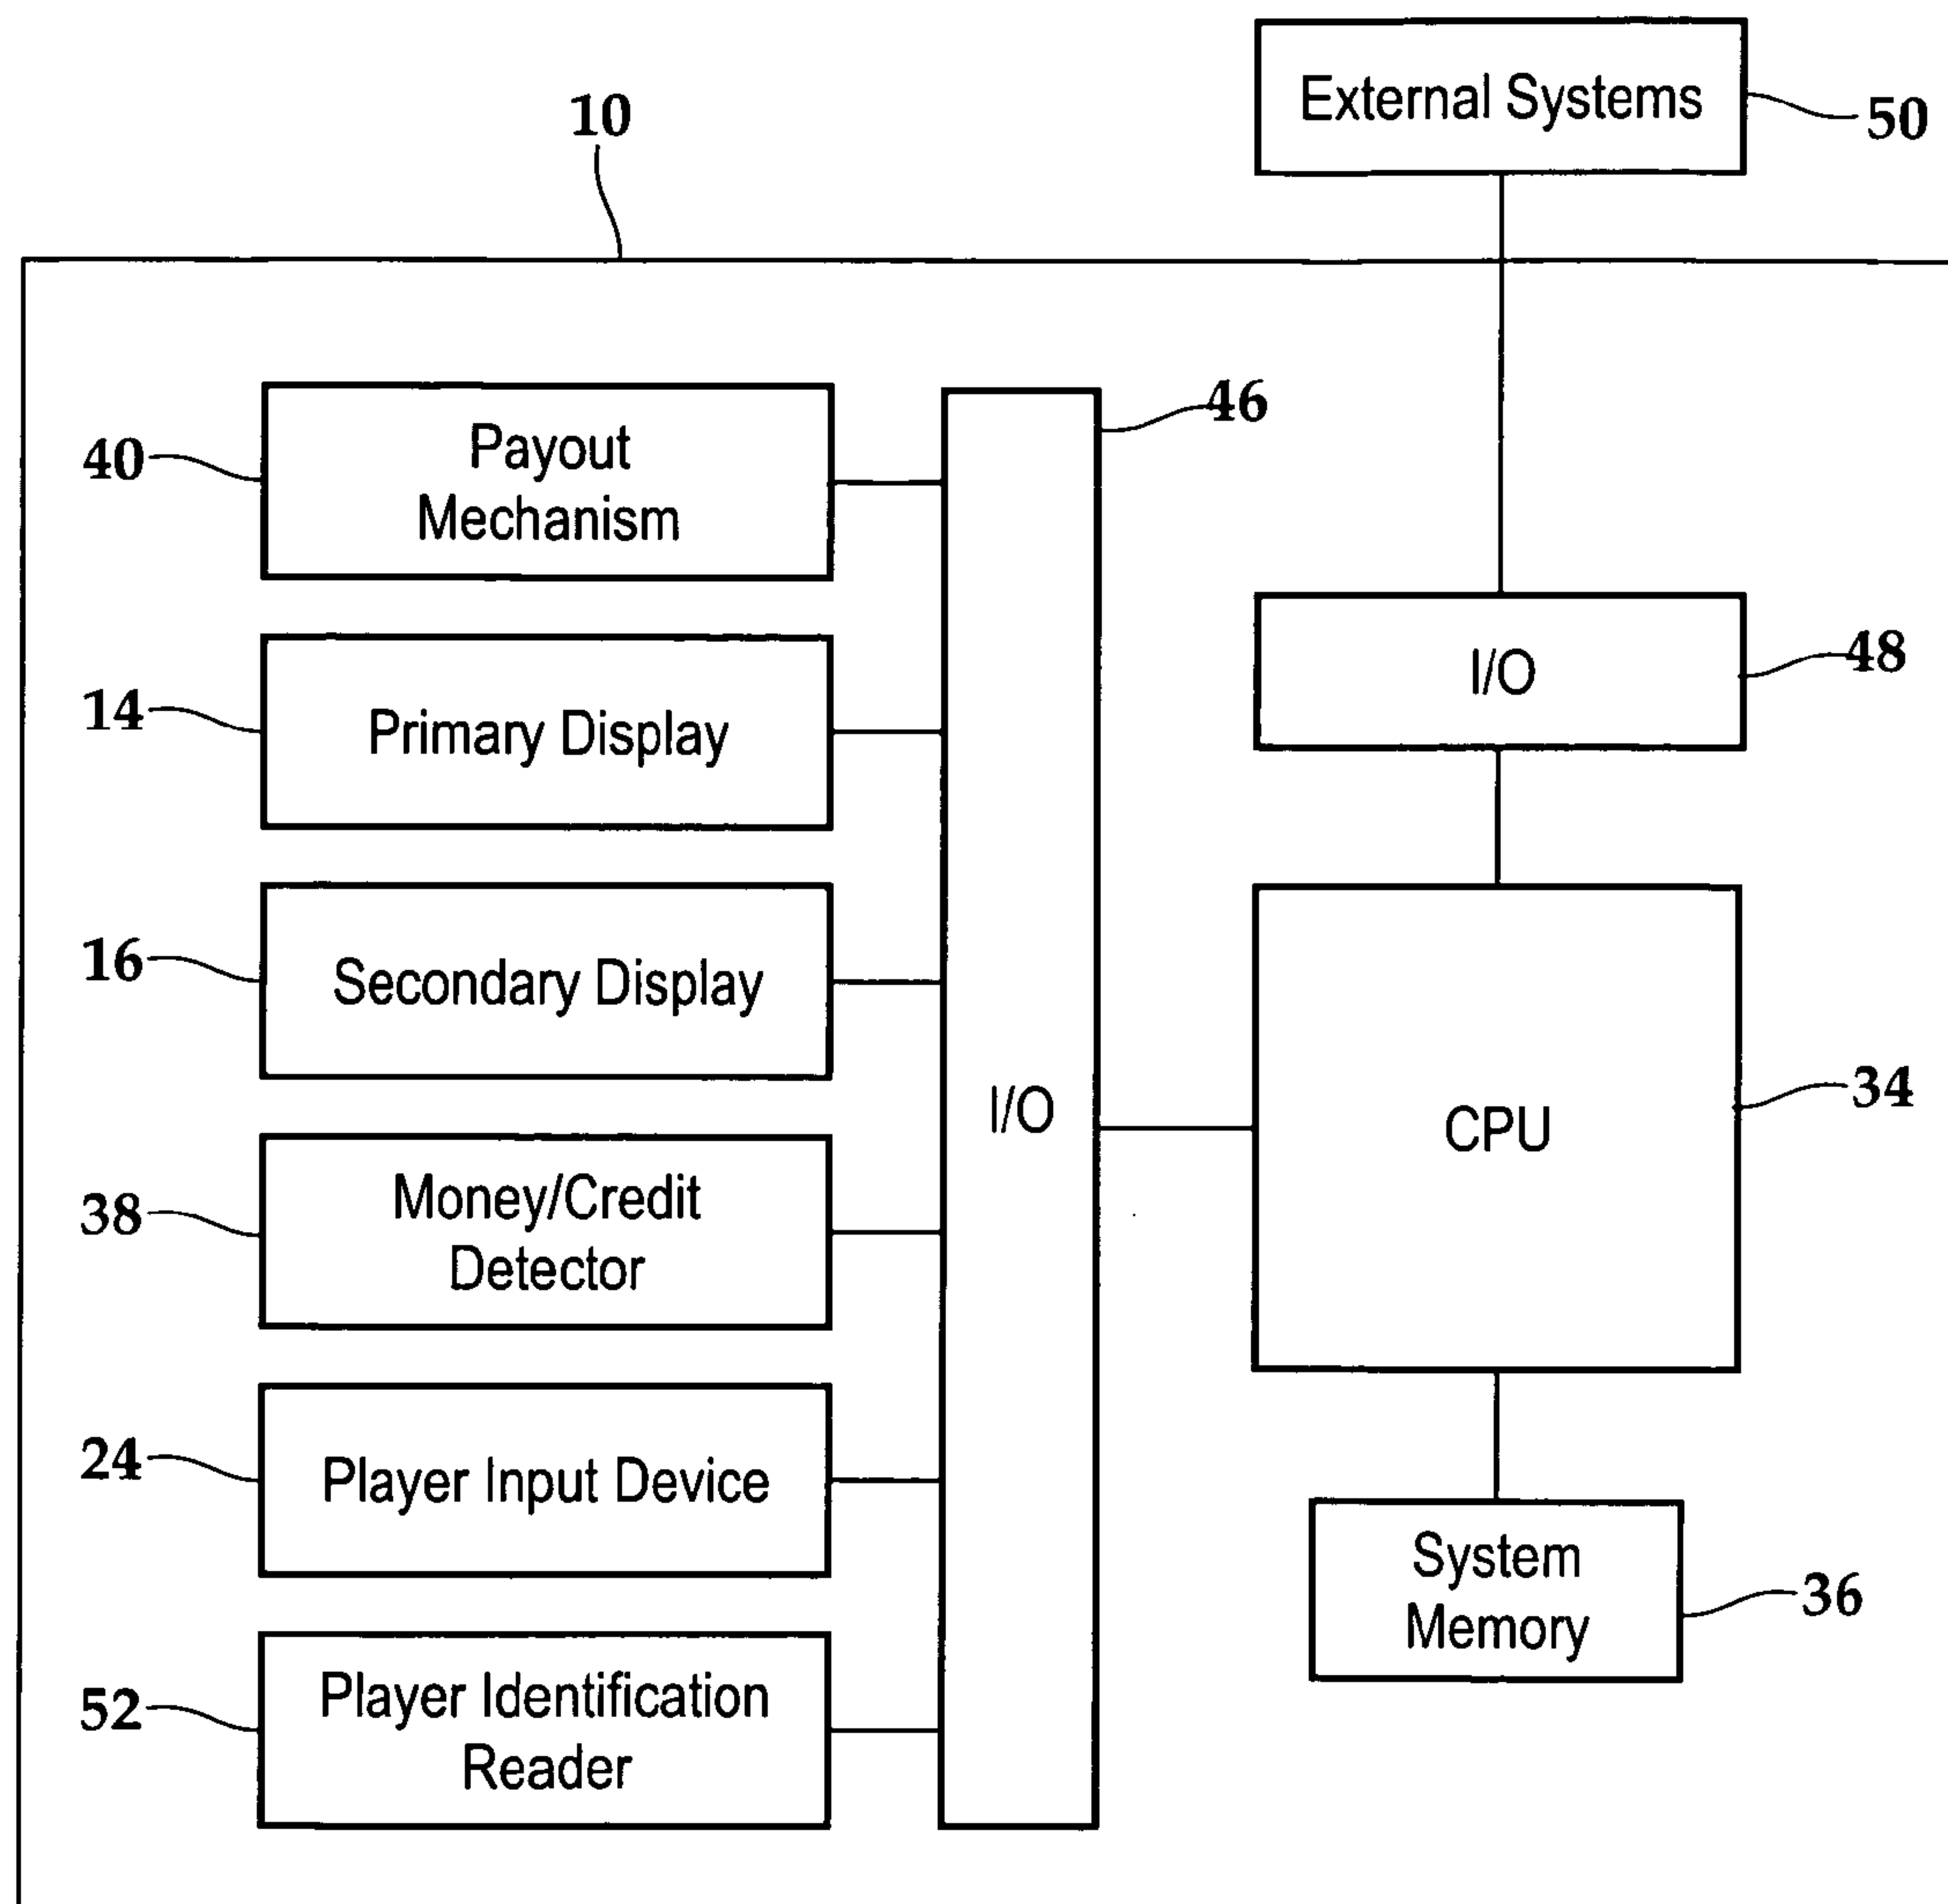 External Systems
50
10
46
40
Payout
Mechanism
I/O
48
14
Primary Display
16
Secondary Display
I/O
CPU
34
38
Money/Credit
Detector
24
Player Input Device
System
Memory
36
52
Player Identification
Reader